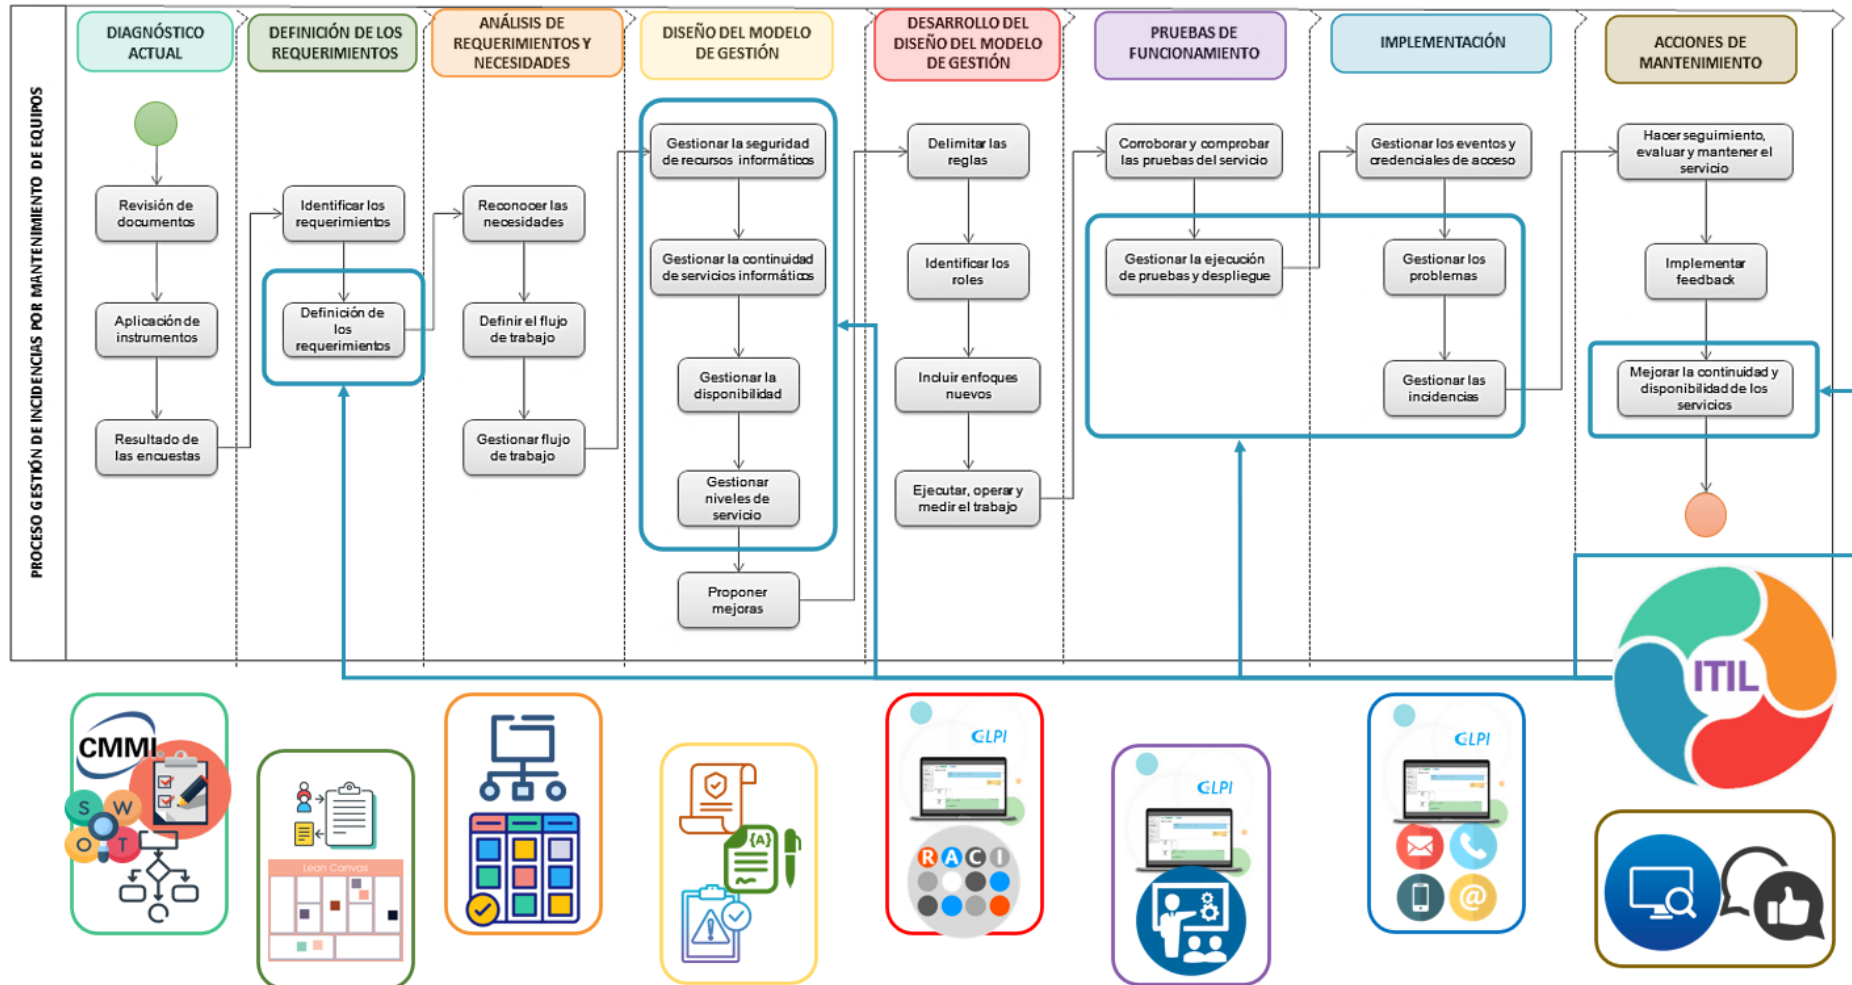 PROCESO GESTIÓN DE INCIDENCIAS POR MANTENIMIENTO DE EQUIPOS
DIAGNÓSTICO
ACTUAL
DEFINICIÓN DE LOS
REQUERIMIENTOS
ANÁLISIS DE
REQUERIMIENTOS Y
NECESIDADES
DISEÑO DEL MODELO
DE GESTIÓN
DESARROLLO DEL
DISEÑO DEL MODELO
DE GESTIÓN
PRUEBAS DE
FUNCIONAMIENTO
IMPLEMENTACIÓN
ACCIONES DE
MANTENIMIENTO
Revisión de
documentos
Aplicación de
instrumentos
Resultado de
las encuestas
Identificar los
requerimientos
Definición de
los
requerimientos
Reconocer las
necesidades
Definir el flujo
de trabajo
Gestionar flujo
de trabajo
Gestionar la seguridad
de recursos informáticos
Gestionar la continuidad
de servicios informáticos
Gestionar la
disponibilidad
Gestionar
niveles de
servicio
Proponer
mejoras
Delimitar las
reglas
Identificar los
roles
Incluir enfoques
nuevos
Ejecutar, operar y
medir el trabajo
Corroborar y comprobar
las pruebas del servicio
Gestionar la ejecución
de pruebas y despliegue
Gestionar los eventos y
credenciales de acceso
Gestionar los
problemas
Gestionar las
incidencias
Hacer seguimiento,
evaluar y mantener el
servicio
Implementar
feedback
Mejorar la continuidad y
disponibilidad de los
servicios
ITIL
CMMI
S W
O T
Lean Canvas
{A}
GLPI
R A C I
GLPI
GLPI
@